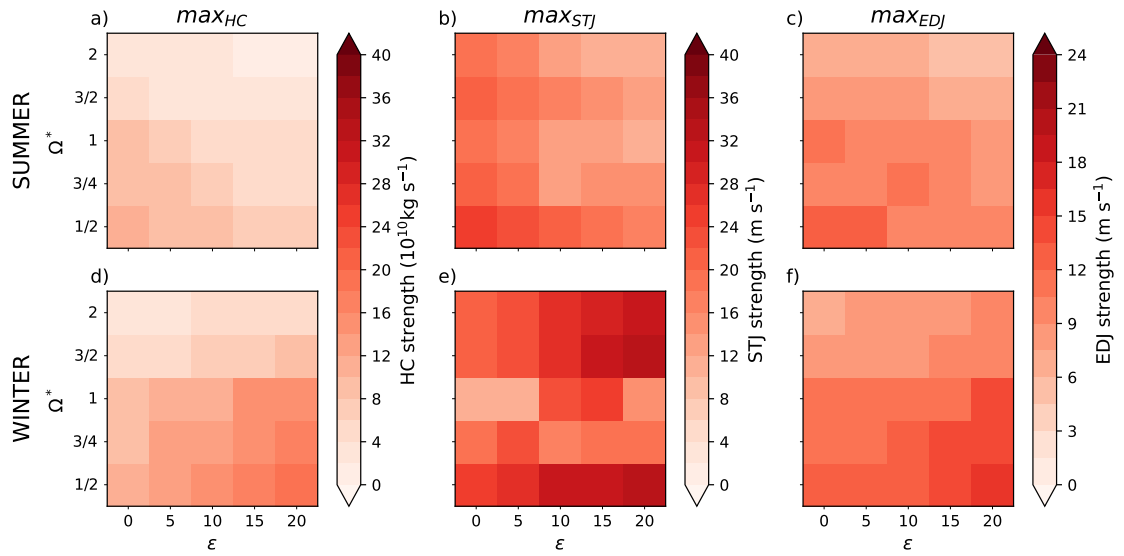 a) max_HC
b) max_STJ
c) max_EDJ
SUMMER
Ω*
2
3/2
1
3/4
1/2
0 4 8 12 16 20 24 28 32 36 40
HC strength (10^10 kg s^−1)
0 4 8 12 16 20 24 28 32 36 40
STJ strength (m s^−1)
0 3 6 9 12 15 18 21 24
EDJ strength (m s^−1)
d)
e)
f)
WINTER
Ω*
2
3/2
1
3/4
1/2
0 5 10 15 20
ε
0 5 10 15 20
ε
0 5 10 15 20
ε